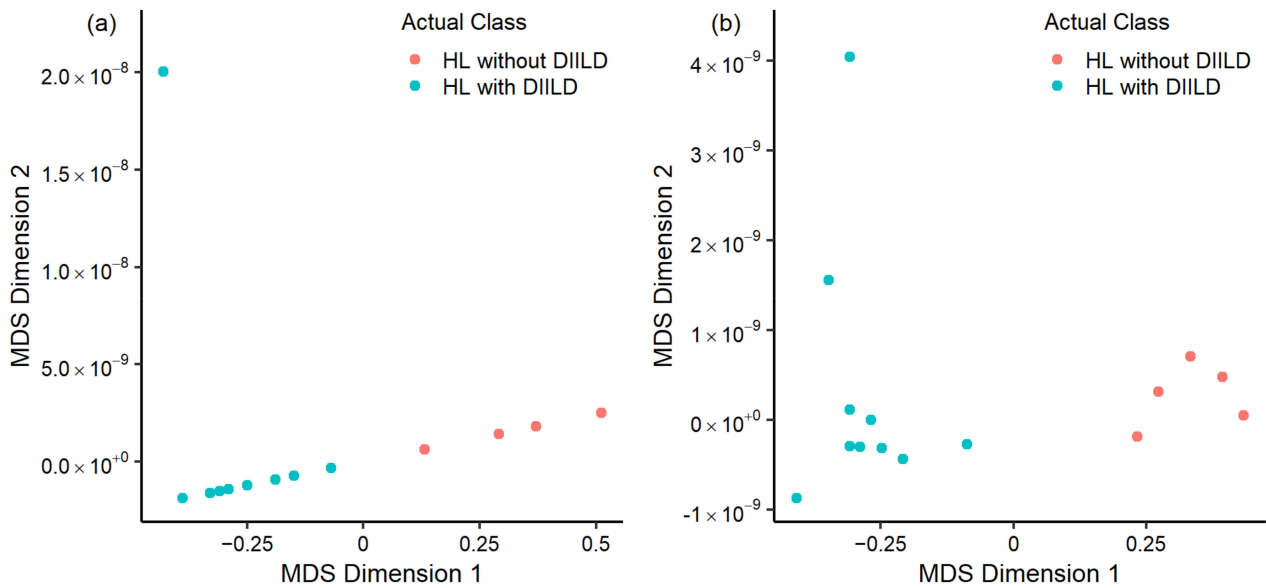 (a)
Actual Class
HL without DIILD
HL with DIILD
MDS Dimension 2
2.0 × 10⁻⁸
1.5 × 10⁻⁸
1.0 × 10⁻⁸
5.0 × 10⁻⁹
0.0 × 10⁺⁰
−0.25 0 0.25 0.5
MDS Dimension 1
(b)
Actual Class
HL without DIILD
HL with DIILD
MDS Dimension 2
4 × 10⁻⁹
3 × 10⁻⁹
2 × 10⁻⁹
1 × 10⁻⁹
0 × 10⁺⁰
-1 × 10⁻⁹
−0.25 0 0.25
MDS Dimension 1